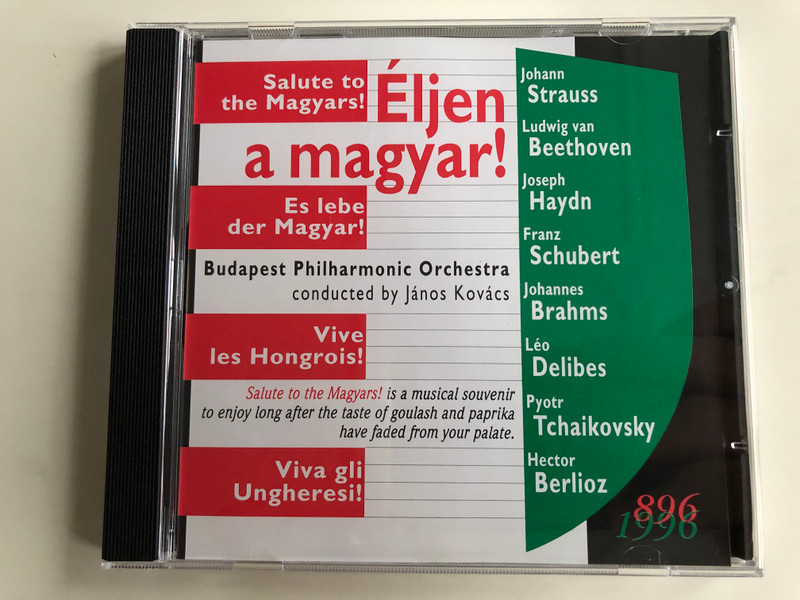 Salute to
the Magyars!
Éljen
a magyar!
Es lebe
der Magyar!
Budapest Philharmonic Orchestra
conducted by János Kovács
Vive
les Hongrois!
Salute to the Magyars! is a musical souvenir
to enjoy long after the taste of goulash and paprika
have faded from your palate.
Viva gli
Ungheresi!
Johann
Strauss
Ludwig van
Beethoven
Joseph
Haydn
Franz
Schubert
Johannes
Brahms
Léo
Delibes
Pyotr
Tchaikovsky
Hector
Berlioz
896
1996